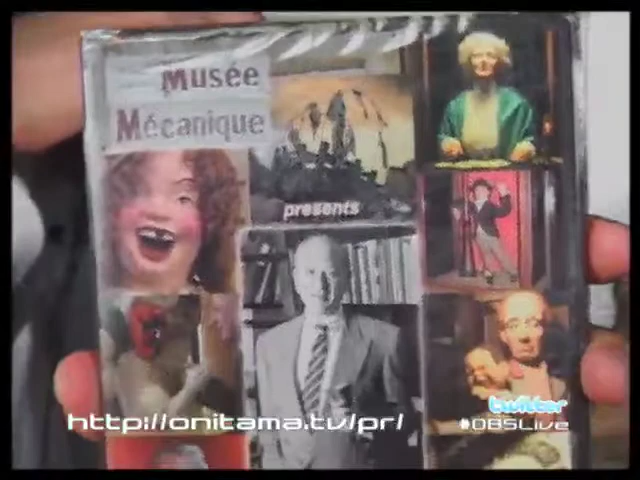 Musée
Mécanique
presents
http://onitama.tv/pr/
twitter
#OBSLive